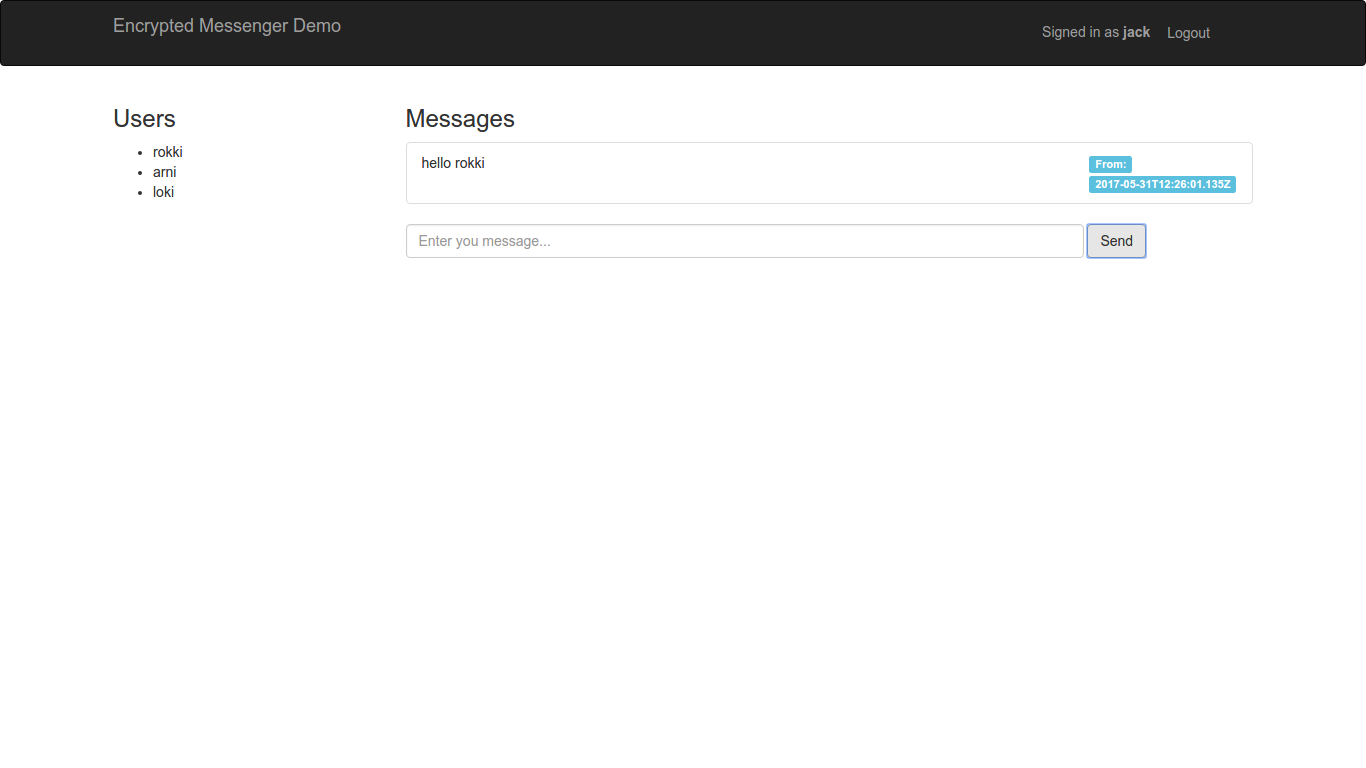 Encrypted Messenger Demo
Signed in as jack Logout
Users
rokki
arni
loki
Messages
hello rokki
From:
2017-05-31T12:26:01.135Z
Enter you message...
Send